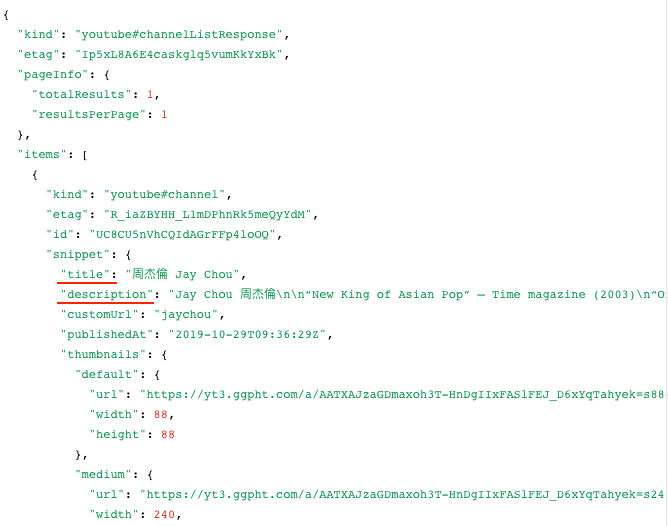 {
"kind": "youtube#channelListResponse",
"etag": "Ip5xL8A6E4caskglq5vumKkYxBk",
"pageInfo": {
"totalResults": 1,
"resultsPerPage": 1
},
"items": [
{
"kind": "youtube#channel",
"etag": "R_iaZBYHH_L1mDPhnRk5meQyYdM",
"id": "UC8CU5nVhCQIdAGrFFp4loOQ",
"snippet": {
"title": "周杰倫 Jay Chou",
"description": "Jay Chou 周杰倫\n\n“New King of Asian Pop” — Time magazine (2003)\n“O
"customUrl": "jaychou",
"publishedAt": "2019-10-29T09:36:29Z",
"thumbnails": {
"default": {
"url": "https://yt3.ggpht.com/a/AATXAJzaGDmaxoh3T-HnDgIIxFASlFEJ_D6xYqTahyek=s88
"width": 88,
"height": 88
},
"medium": {
"url": "https://yt3.ggpht.com/a/AATXAJzaGDmaxoh3T-HnDgIIxFASlFEJ_D6xYqTahyek=s24
"width": 240,